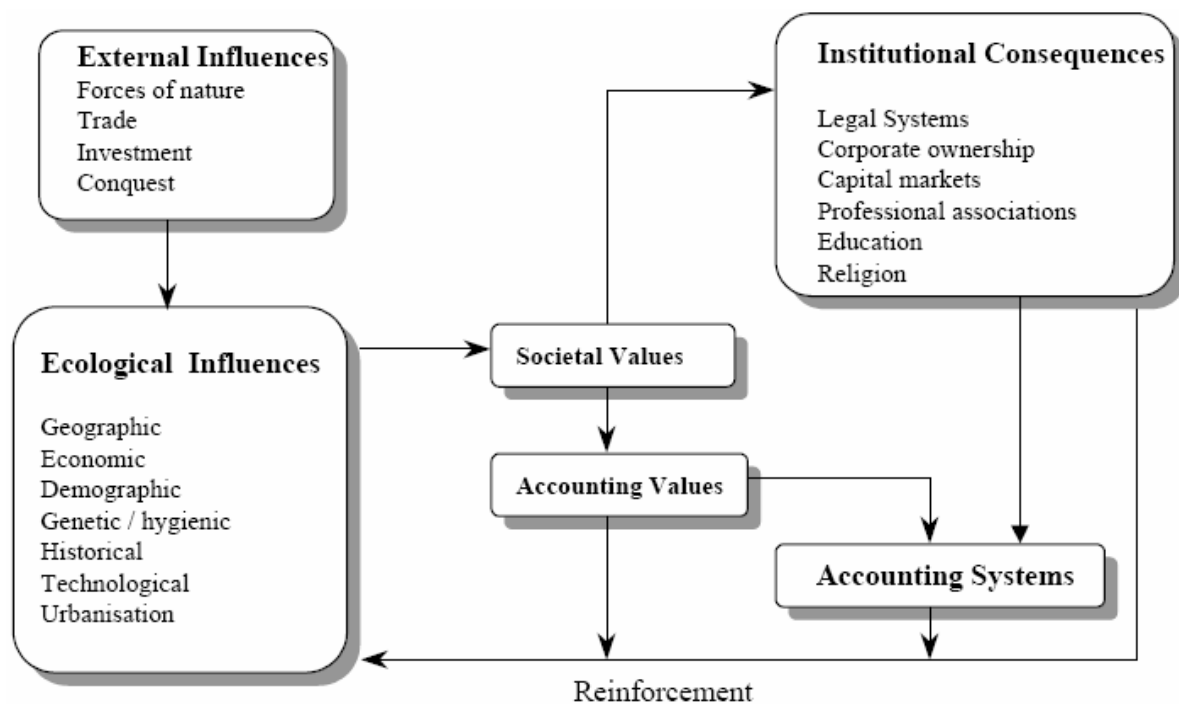 External Influences
Forces of nature
Trade
Investment
Conquest
Institutional Consequences
Legal Systems
Corporate ownership
Capital markets
Professional associations
Education
Religion
Ecological Influences
Geographic
Economic
Demographic
Genetic / hygienic
Historical
Technological
Urbanisation
Societal Values
Accounting Values
Accounting Systems
Reinforcement